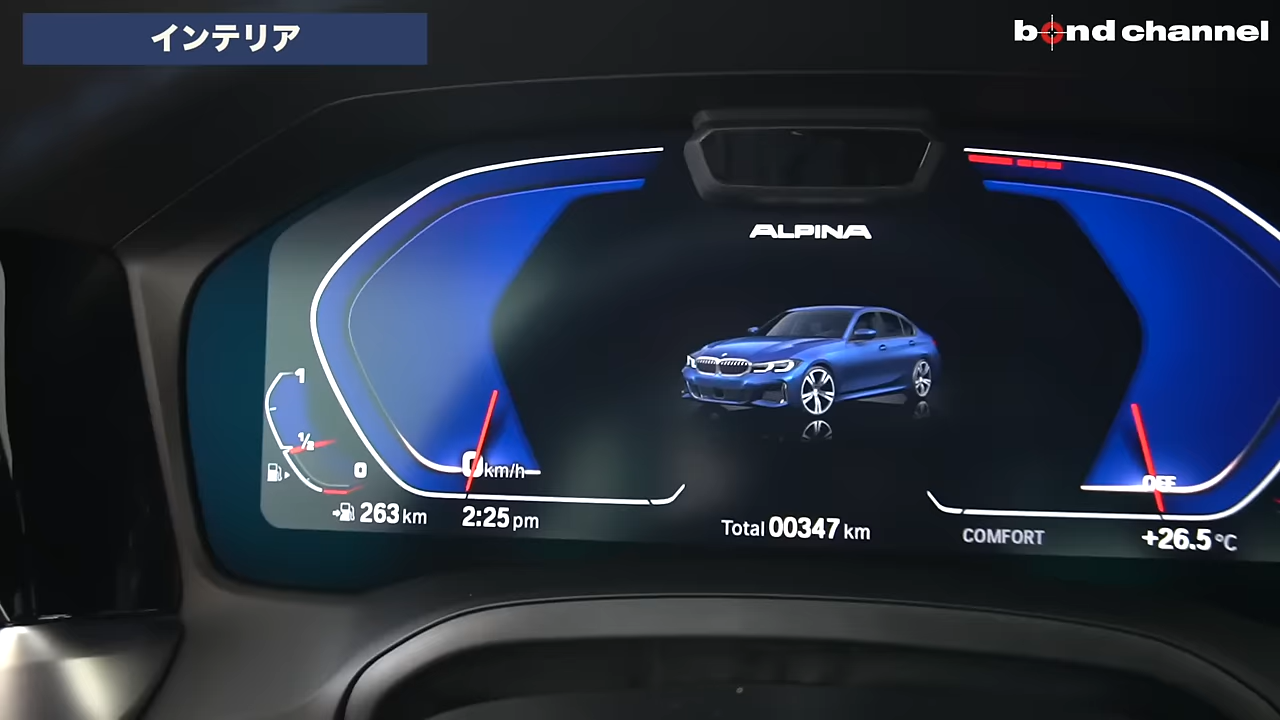 インテリア
bond channel
ALPINA
1
1/2
0
0 km/h
OFF
263 km
2:25 pm
Total 00347 km
COMFORT
+26.5 °C